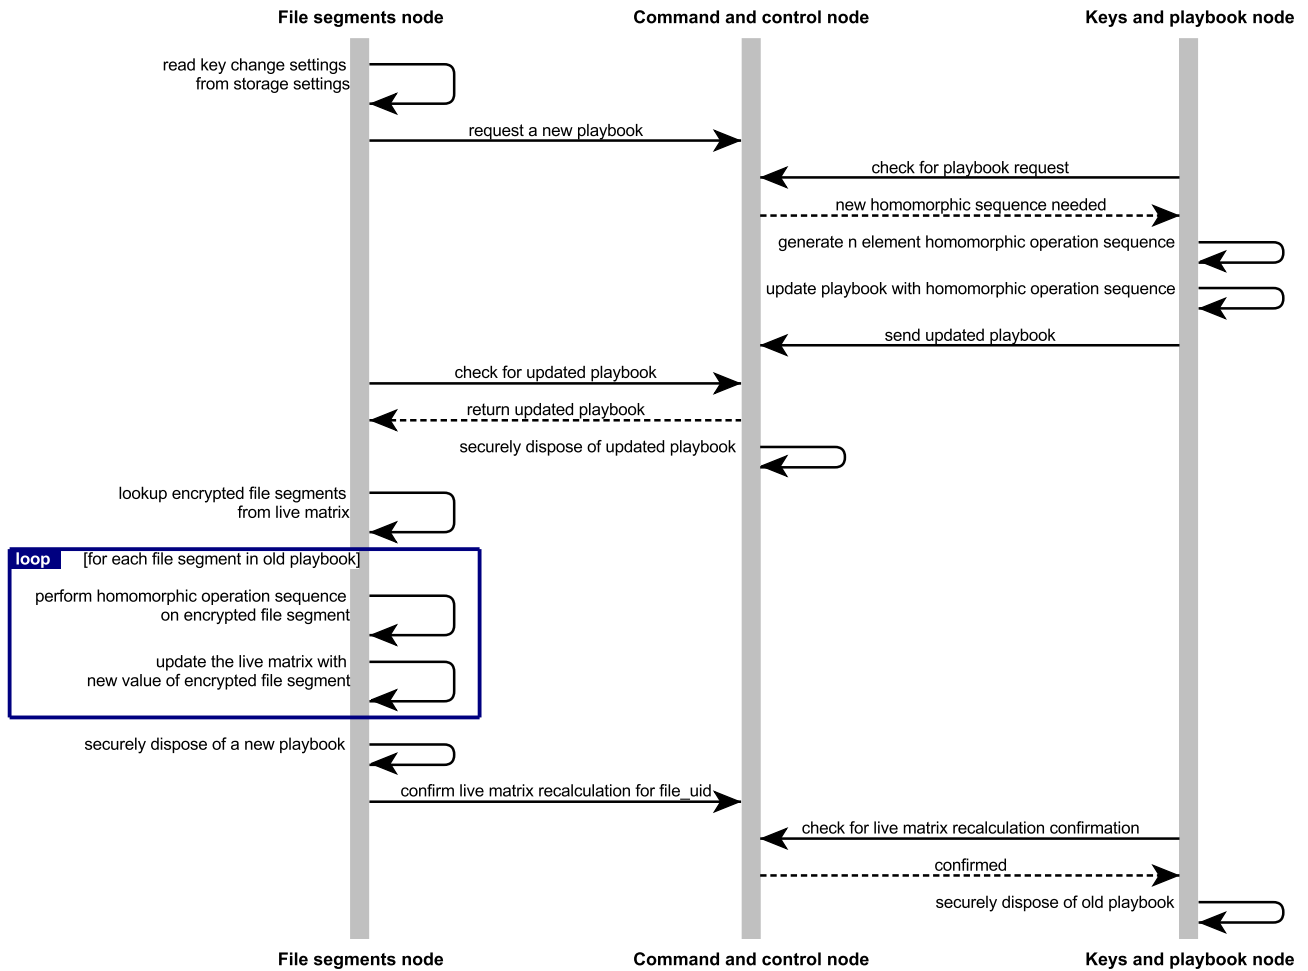 File segments node
Command and control node
Keys and playbook node
read key change settings
from storage settings
request a new playbook
check for playbook request
new homomorphic sequence needed
generate n element homomorphic operation sequence
update playbook with homomorphic operation sequence
send updated playbook
check for updated playbook
return updated playbook
securely dispose of updated playbook
lookup encrypted file segments
from live matrix
loop
[for each file segment in old playbook]
perform homomorphic operation sequence
on encrypted file segment
update the live matrix with
new value of encrypted file segment
securely dispose of a new playbook
confirm live matrix recalculation for file_uid
check for live matrix recalculation confirmation
confirmed
securely dispose of old playbook
File segments node
Command and control node
Keys and playbook node